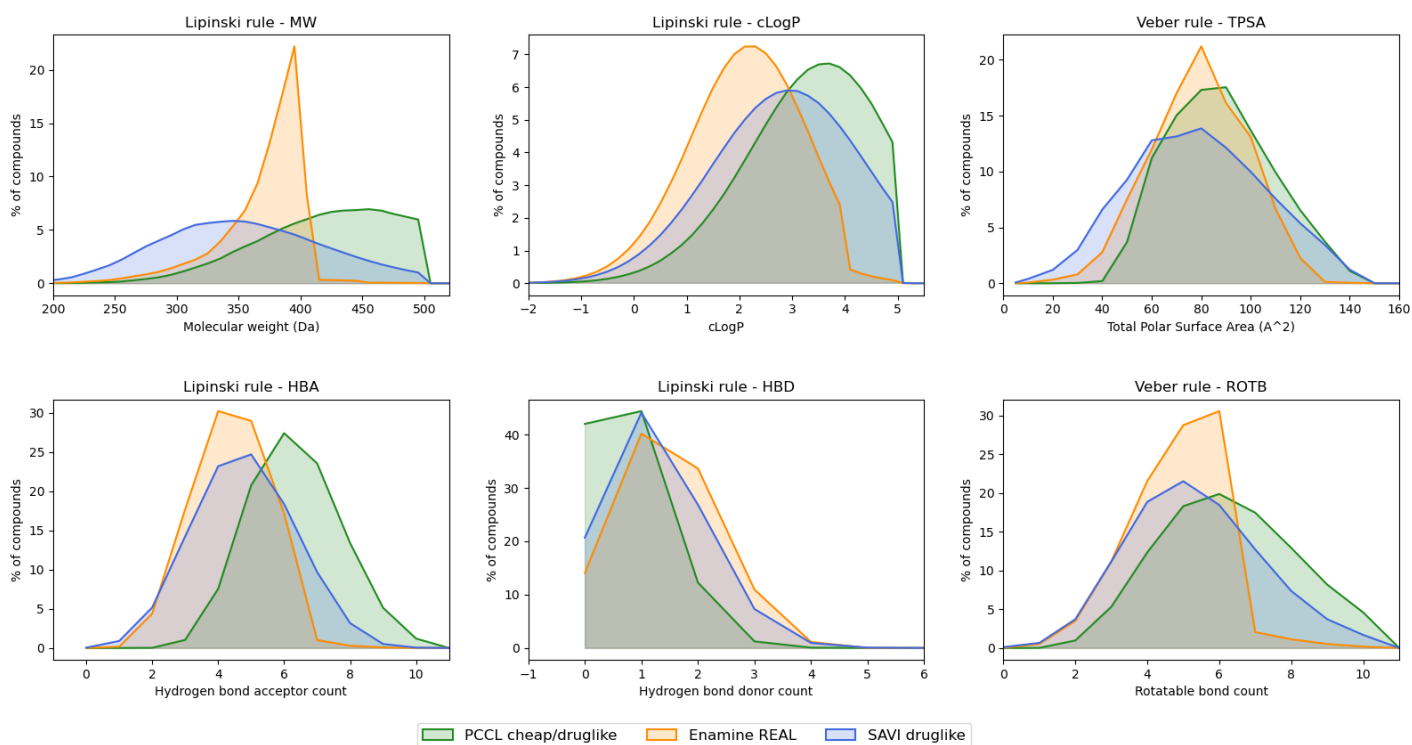 Lipinski rule - MW
% of compounds
20
15
10
5
0
200 250 300 350 400 450 500
Molecular weight (Da)
Lipinski rule - cLogP
% of compounds
7
6
5
4
3
2
1
0
−2 −1 0 1 2 3 4 5
cLogP
Veber rule - TPSA
% of compounds
20
15
10
5
0
0 20 40 60 80 100 120 140 160
Total Polar Surface Area (A^2)
Lipinski rule - HBA
% of compounds
30
25
20
15
10
5
0
0 2 4 6 8 10
Hydrogen bond acceptor count
Lipinski rule - HBD
% of compounds
40
30
20
10
0
−1 0 1 2 3 4 5 6
Hydrogen bond donor count
Veber rule - ROTB
% of compounds
30
25
20
15
10
5
0
0 2 4 6 8 10
Rotatable bond count
PCCL cheap/druglike Enamine REAL SAVI druglike